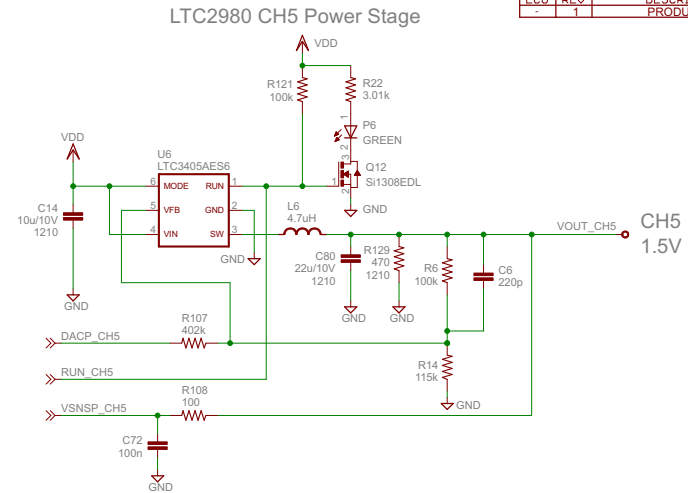 LTC2980 CH5 Power Stage
REV
- 1 PRODU
VDD
R121
100k
R22
3.01k
1
P6
GREEN
2
VDD
U6
LTC3405AES6
3
Q12
Si1308EDL
1
2
GND
6 MODE RUN 1
5 VFB GND 2
4 VIN SW 3
C14
10u/10V
1210
GND
GND
L6
4.7uH
VOUT_CH5
CH5
1.5V
C80
22u/10V
1210
R129
470
1210
R6
100k
C6
220p
GND
GND
R107
402k
DACP_CH5
R14
115k
RUN_CH5
GND
R108
100
VSNSP_CH5
C72
100n
GND